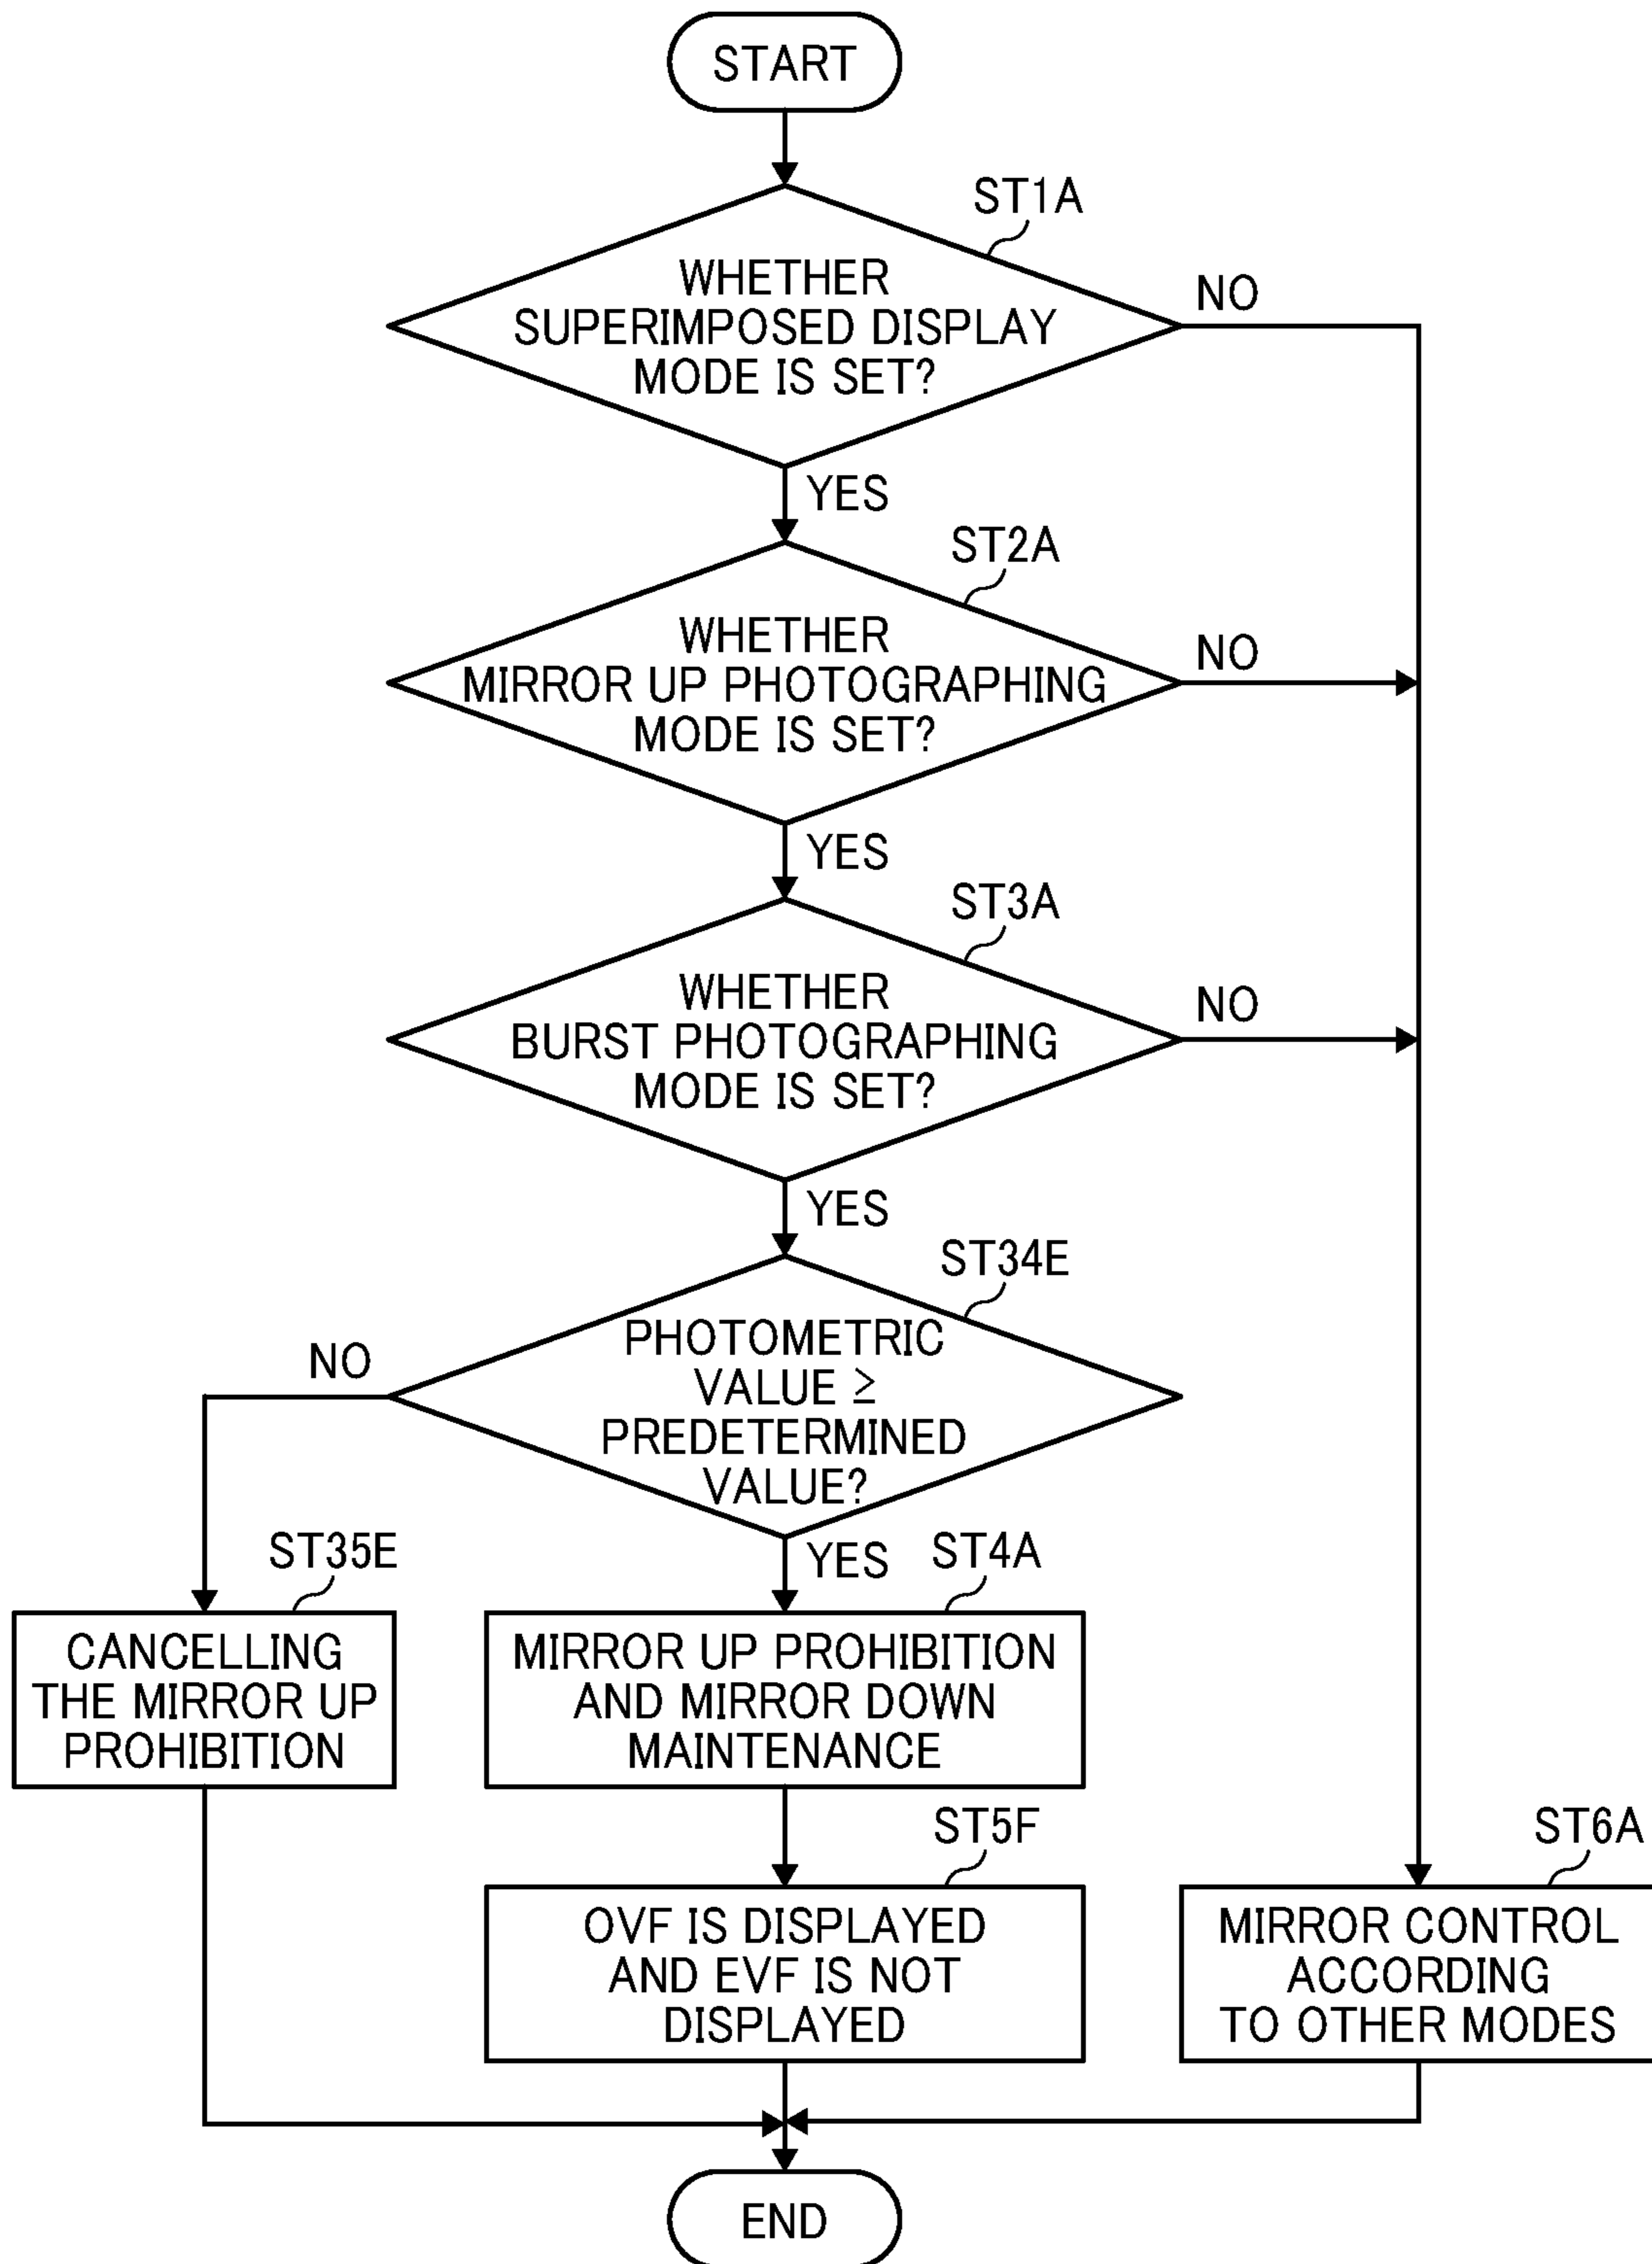 START
ST1A
WHETHER
SUPERIMPOSED DISPLAY
MODE IS SET?
NO
YES
ST2A
WHETHER
MIRROR UP PHOTOGRAPHING
MODE IS SET?
NO
YES
ST3A
WHETHER
BURST PHOTOGRAPHING
MODE IS SET?
NO
YES
ST34E
PHOTOMETRIC
VALUE ≥
PREDETERMINED
VALUE?
NO
YES
ST35E
CANCELLING
THE MIRROR UP
PROHIBITION
ST4A
MIRROR UP PROHIBITION
AND MIRROR DOWN
MAINTENANCE
ST5F
OVF IS DISPLAYED
AND EVF IS NOT
DISPLAYED
ST6A
MIRROR CONTROL
ACCORDING
TO OTHER MODES
END